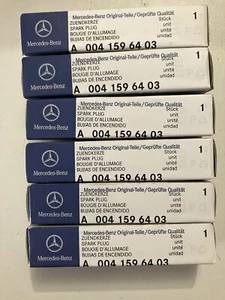 Mercedes-Benz Original-Teile/Geprüfte Qualität
ZUENDKERZE Stück 1
SPARK PLUG unit
BOUGIE D'ALLUMAGE unité
BUJIAS DE ENCENDIDO unidad
Mercedes-Benz
A 004 159 64 03
Mercedes-Benz Original-Teile/Geprüfte Qualität
ZUENDKERZE Stück 1
SPARK PLUG unit
BOUGIE D'ALLUMAGE unité
BUJIAS DE ENCENDIDO unidad
Mercedes-Benz
A 004 159 64 03
Mercedes-Benz Original-Teile/Geprüfte Qualität
ZUENDKERZE Stück 1
SPARK PLUG unit
BOUGIE D'ALLUMAGE unité
BUJIAS DE ENCENDIDO unidad
Mercedes-Benz
A 004 159 64 03
Mercedes-Benz Original-Teile/Geprüfte Qualität
ZUENDKERZE Stück 1
SPARK PLUG unit
BOUGIE D'ALLUMAGE unité
BUJIAS DE ENCENDIDO unidad
Mercedes-Benz
A 004 159 64 03
Mercedes-Benz Original-Teile/Geprüfte Qualität
ZUENDKERZE Stück 1
SPARK PLUG unit
BOUGIE D'ALLUMAGE unité
BUJIAS DE ENCENDIDO unidad
Mercedes-Benz
A 004 159 64 03
Mercedes-Benz Original-Teile/Geprüfte Qualität
ZUENDKERZE Stück 1
SPARK PLUG unit
BOUGIE D'ALLUMAGE unité
BUJIAS DE ENCENDIDO unidad
Mercedes-Benz
A 004 159 64 03